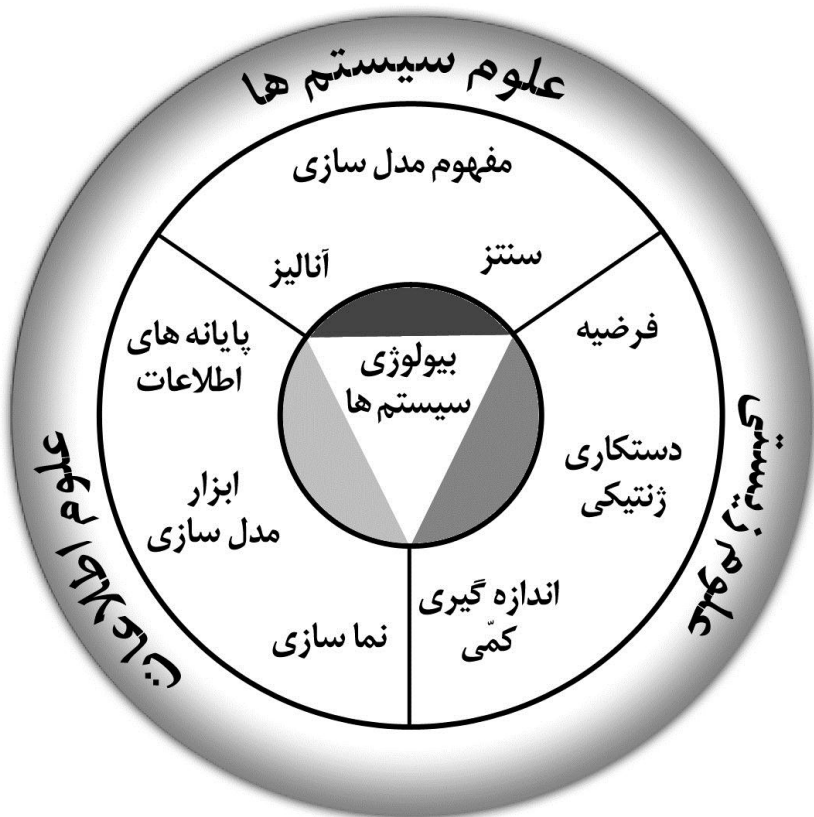 علوم سیستم ها
مفهوم مدل سازی
سنتز
آنالیز
فرضیه
دستکاری
ژنتیکی
اندازه گیری
کمّی
علوم زیستی
بیولوژی
سیستم ها
پایانه های
اطلاعات
ابزار
مدل سازی
نما سازی
علوم اطلاعات